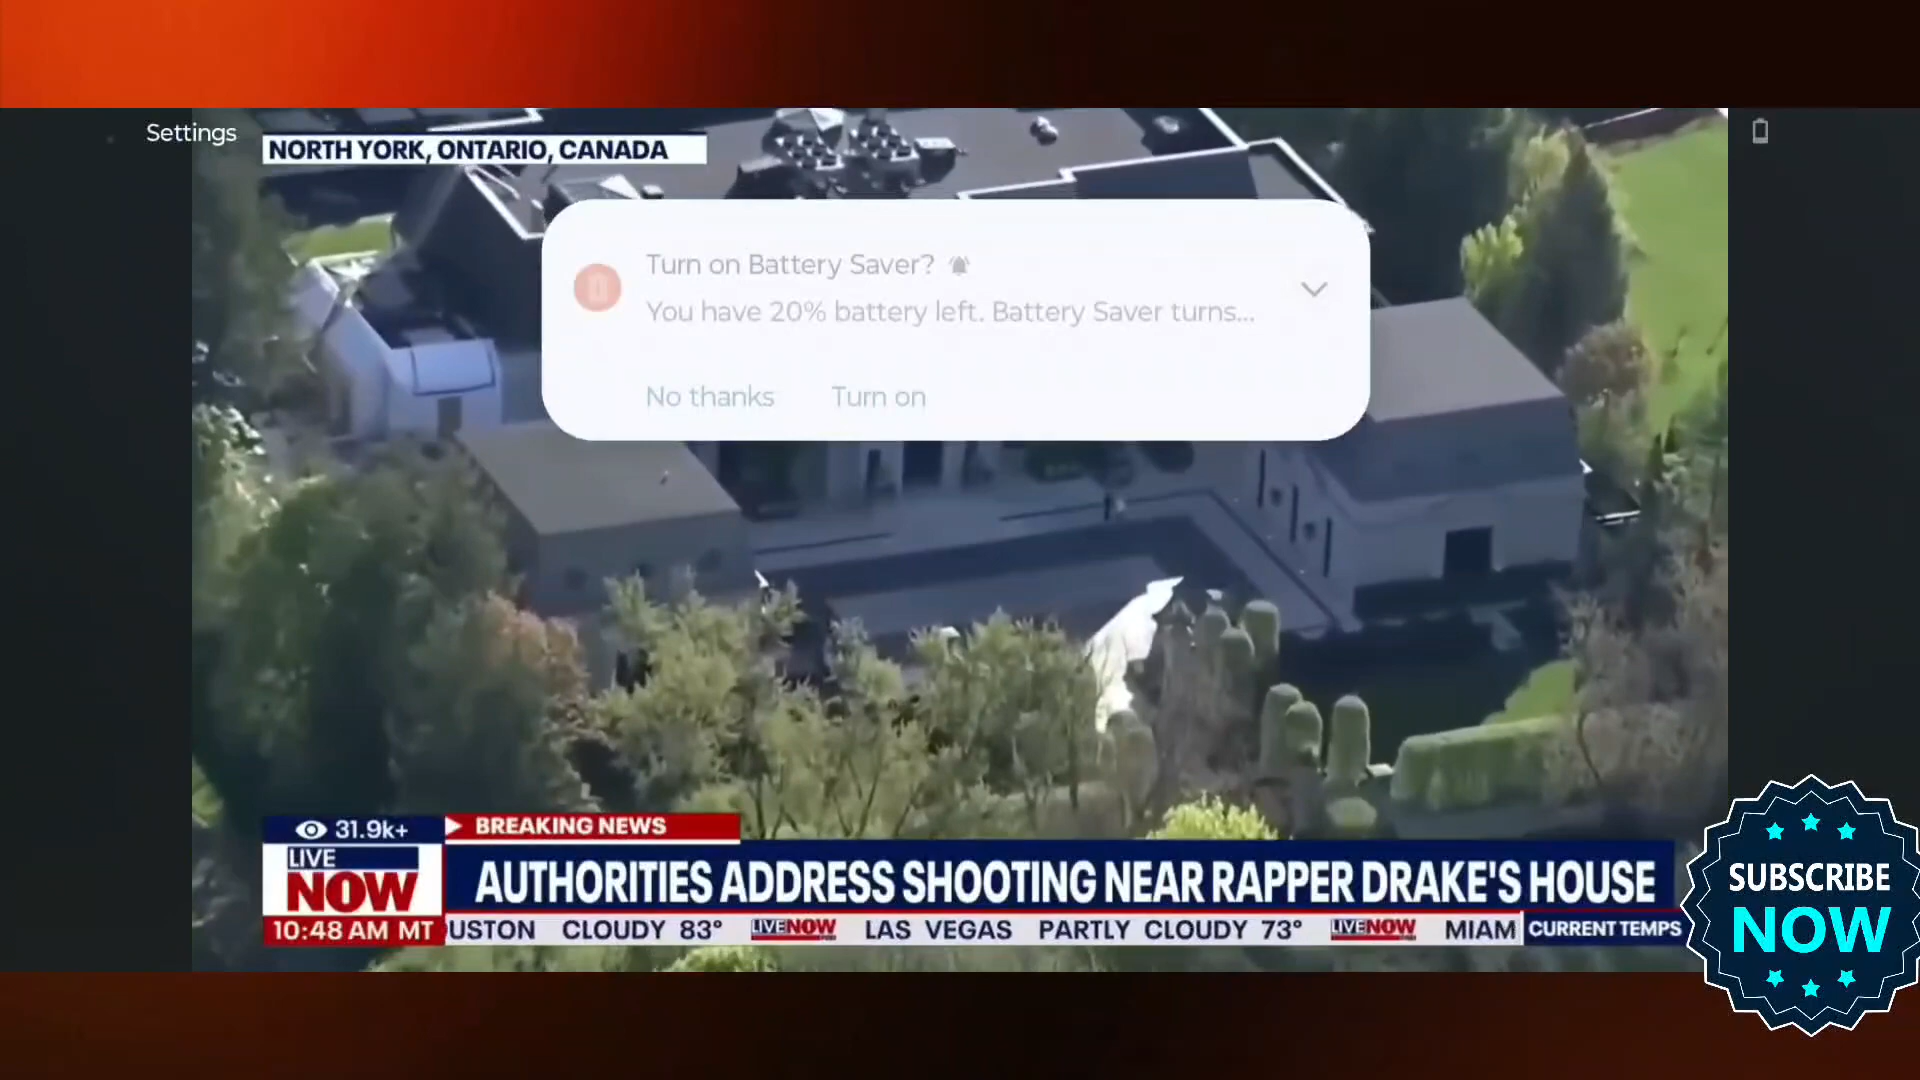 Settings
NORTH YORK, ONTARIO, CANADA
Turn on Battery Saver?
You have 20% battery left. Battery Saver turns...
No thanks Turn on
31.9k+
BREAKING NEWS
LIVE
NOW
AUTHORITIES ADDRESS SHOOTING NEAR RAPPER DRAKE'S HOUSE
10:48 AM MT
USTON CLOUDY 83° LIVENOW LAS VEGAS PARTLY CLOUDY 73° LIVENOW MIAMI
CURRENT TEMPS
SUBSCRIBE
NOW